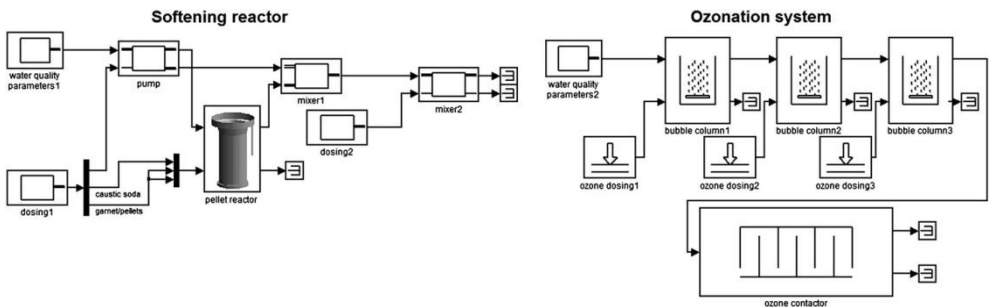 Softening reactor
water quality
parameters1
pump
mixer1
mixer2
dosing2
dosing1
caustic soda
garnet/pellets
pellet reactor
Ozonation system
water quality
parameters2
bubble column1
bubble column2
bubble column3
ozone dosing1
ozone dosing2
ozone dosing3
ozone contactor